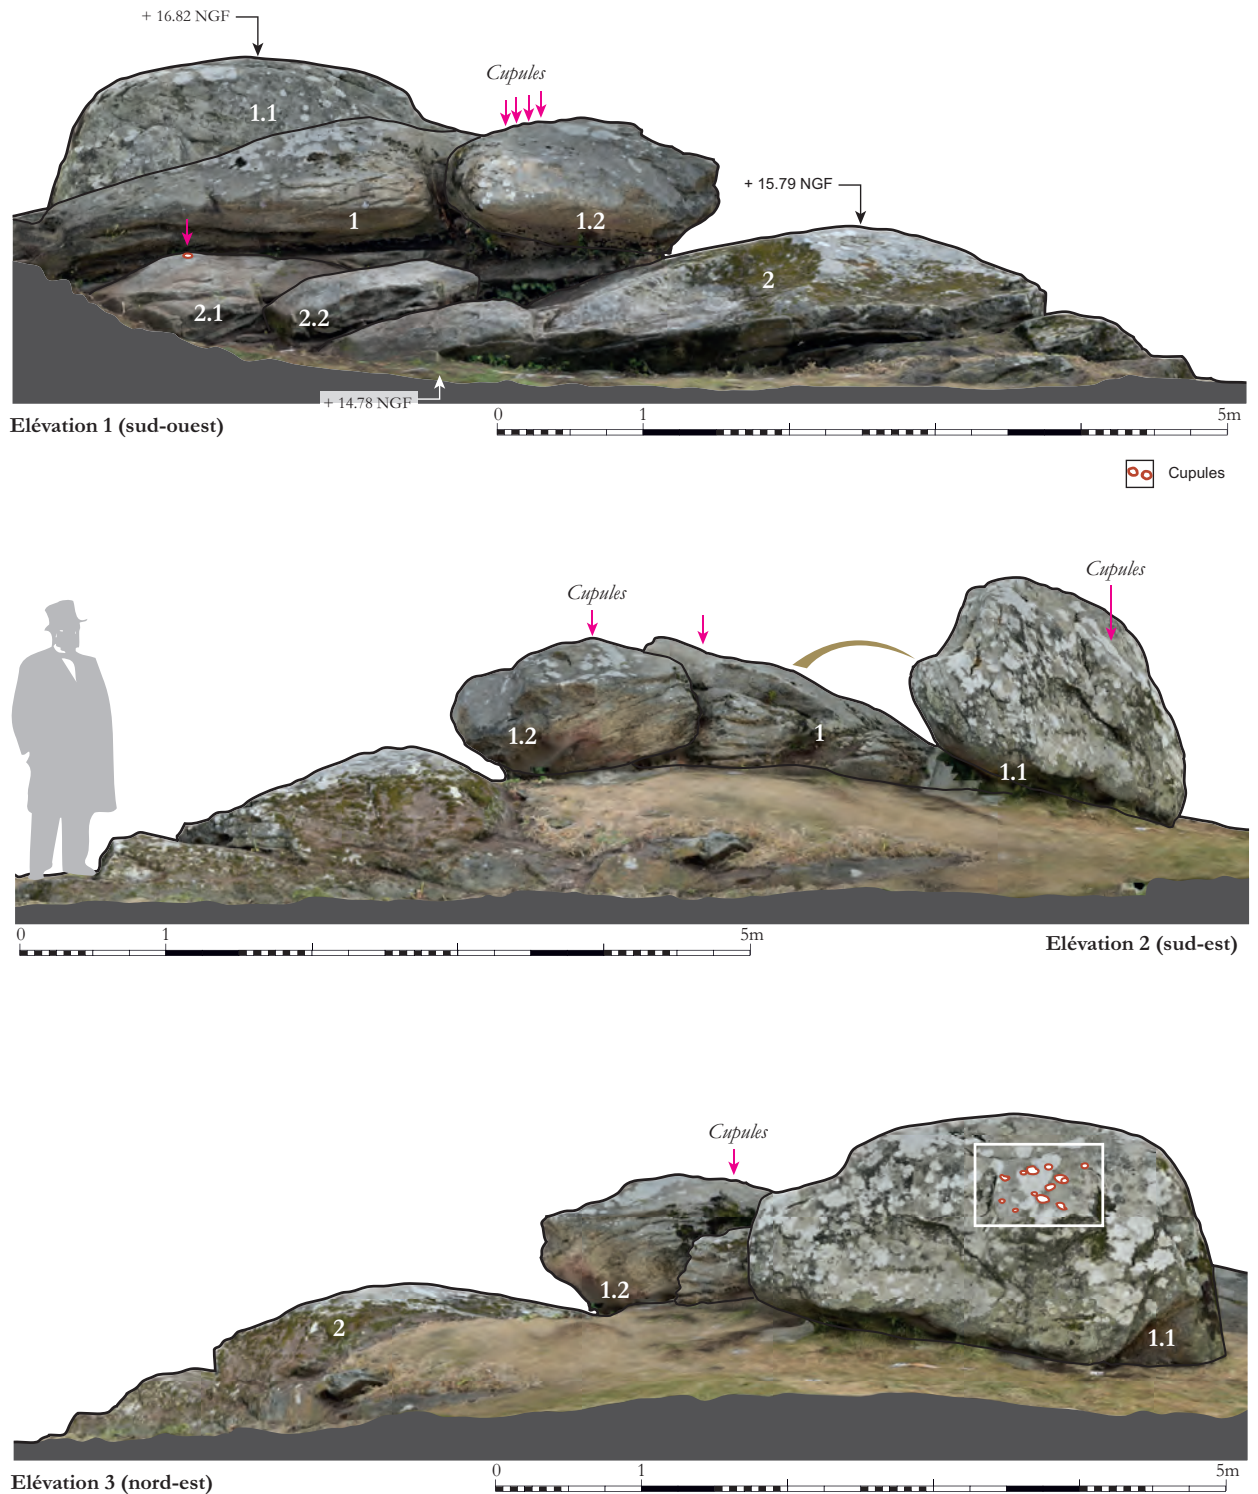 + 16.82 NGF
Cupules
1.1
+ 15.79 NGF
1
1.2
2
2.1
2.2
+ 14.78 NGF
Elévation 1 (sud-ouest)
0 1 5m
Cupules
Cupules
Cupules
1.2
1
1.1
0 1 5m
Elévation 2 (sud-est)
Cupules
1.2
2
1.1
Elévation 3 (nord-est)
0 1 5m